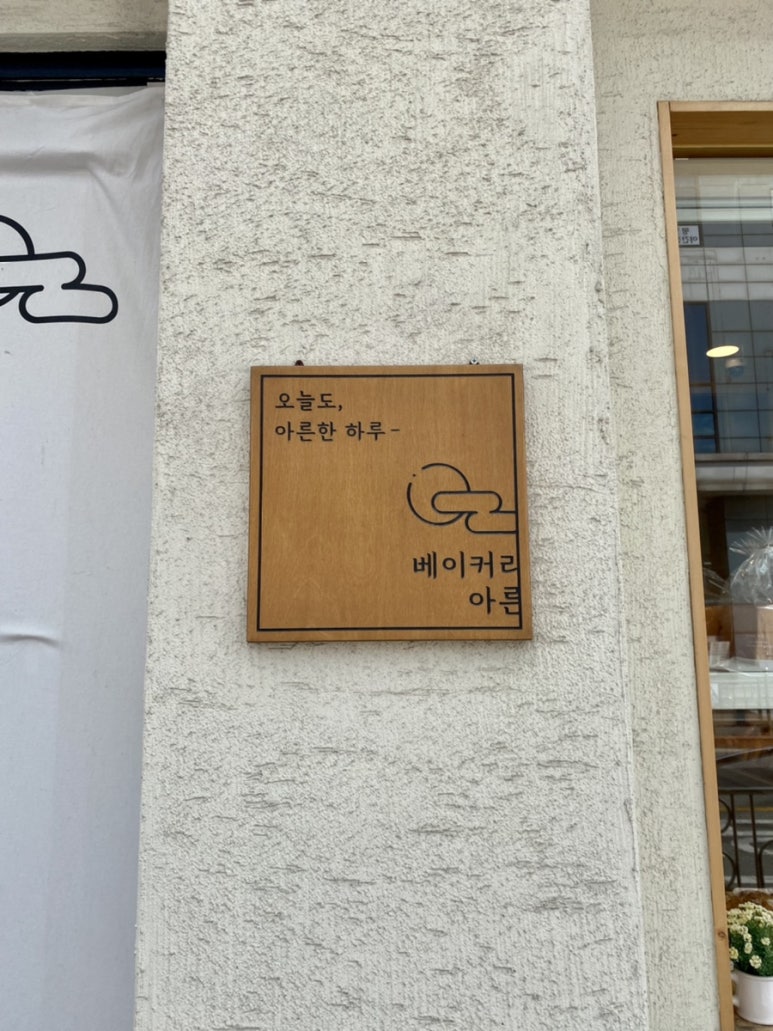 오늘도,
아른한 하루 -
베이커리
아른